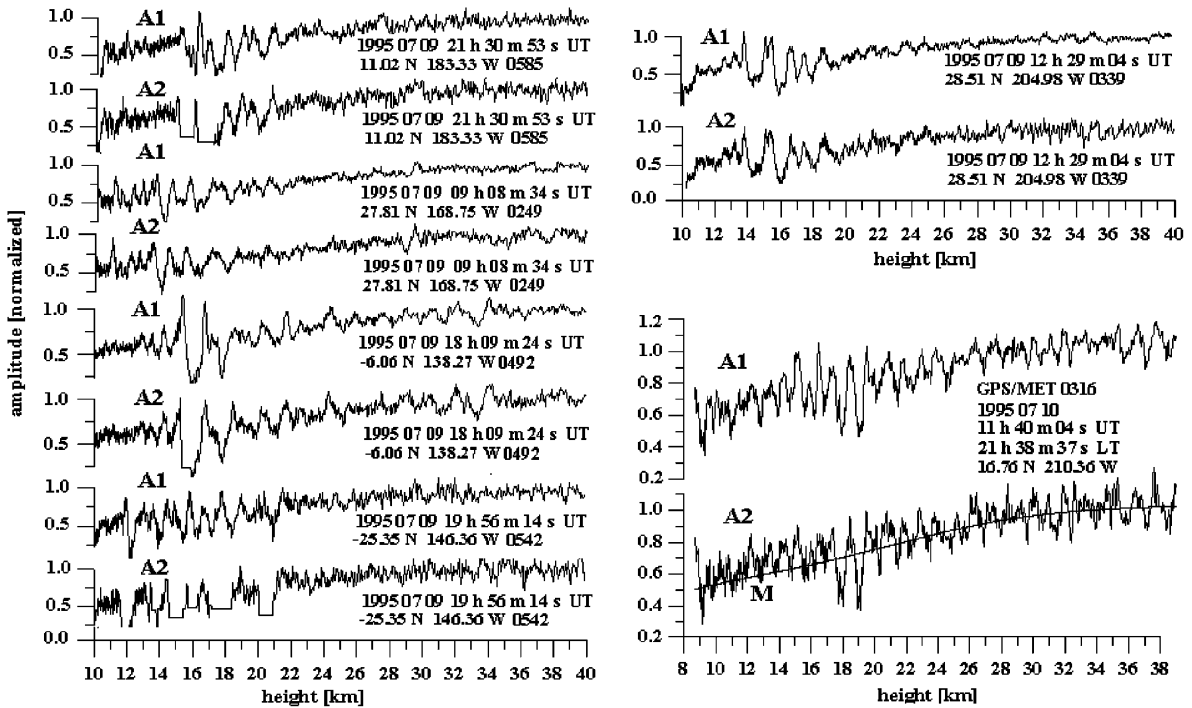 amplitude [normalized]
1.0
A1
0.5
1995 07 09 21 h 30 m 53 s UT
11.02 N 183.33 W 0585
1.0
A2
0.5
1995 07 09 21 h 30 m 53 s UT
11.02 N 183.33 W 0585
A1
1.0
0.5
1995 07 09 09 h 08 m 34 s UT
27.81 N 168.75 W 0249
A2
1.0
0.5
1995 07 09 09 h 08 m 34 s UT
27.81 N 168.75 W 0249
A1
1.0
0.5
1995 07 09 18 h 09 m 24 s UT
-6.06 N 138.27 W 0492
A2
1.0
0.5
1995 07 09 18 h 09 m 24 s UT
-6.06 N 138.27 W 0492
A1
1.0
0.5
1995 07 09 19 h 56 m 14 s UT
-25.35 N 146.36 W 0542
A2
1.0
0.5
1995 07 09 19 h 56 m 14 s UT
-25.35 N 146.36 W 0542
0.0
10 12 14 16 18 20 22 24 26 28 30 32 34 36 38 40
height [km]
A1
1.0
0.5
1995 07 09 12 h 29 m 04 s UT
28.51 N 204.98 W 0339
A2
1.0
0.5
1995 07 09 12 h 29 m 04 s UT
28.51 N 204.98 W 0339
0.0
10 12 14 16 18 20 22 24 26 28 30 32 34 36 38 40
height [km]
1.2
A1
1.0
0.8
0.6
0.4
0.2
GPS/MET 0316
1995 07 10
11 h 40 m 04 s UT
21 h 38 m 37 s LT
16.76 N 210.36 W
1.0
A2
0.8
0.6
M
0.4
0.2
8 10 12 14 16 18 20 22 24 26 28 30 32 34 36 38
height [km]